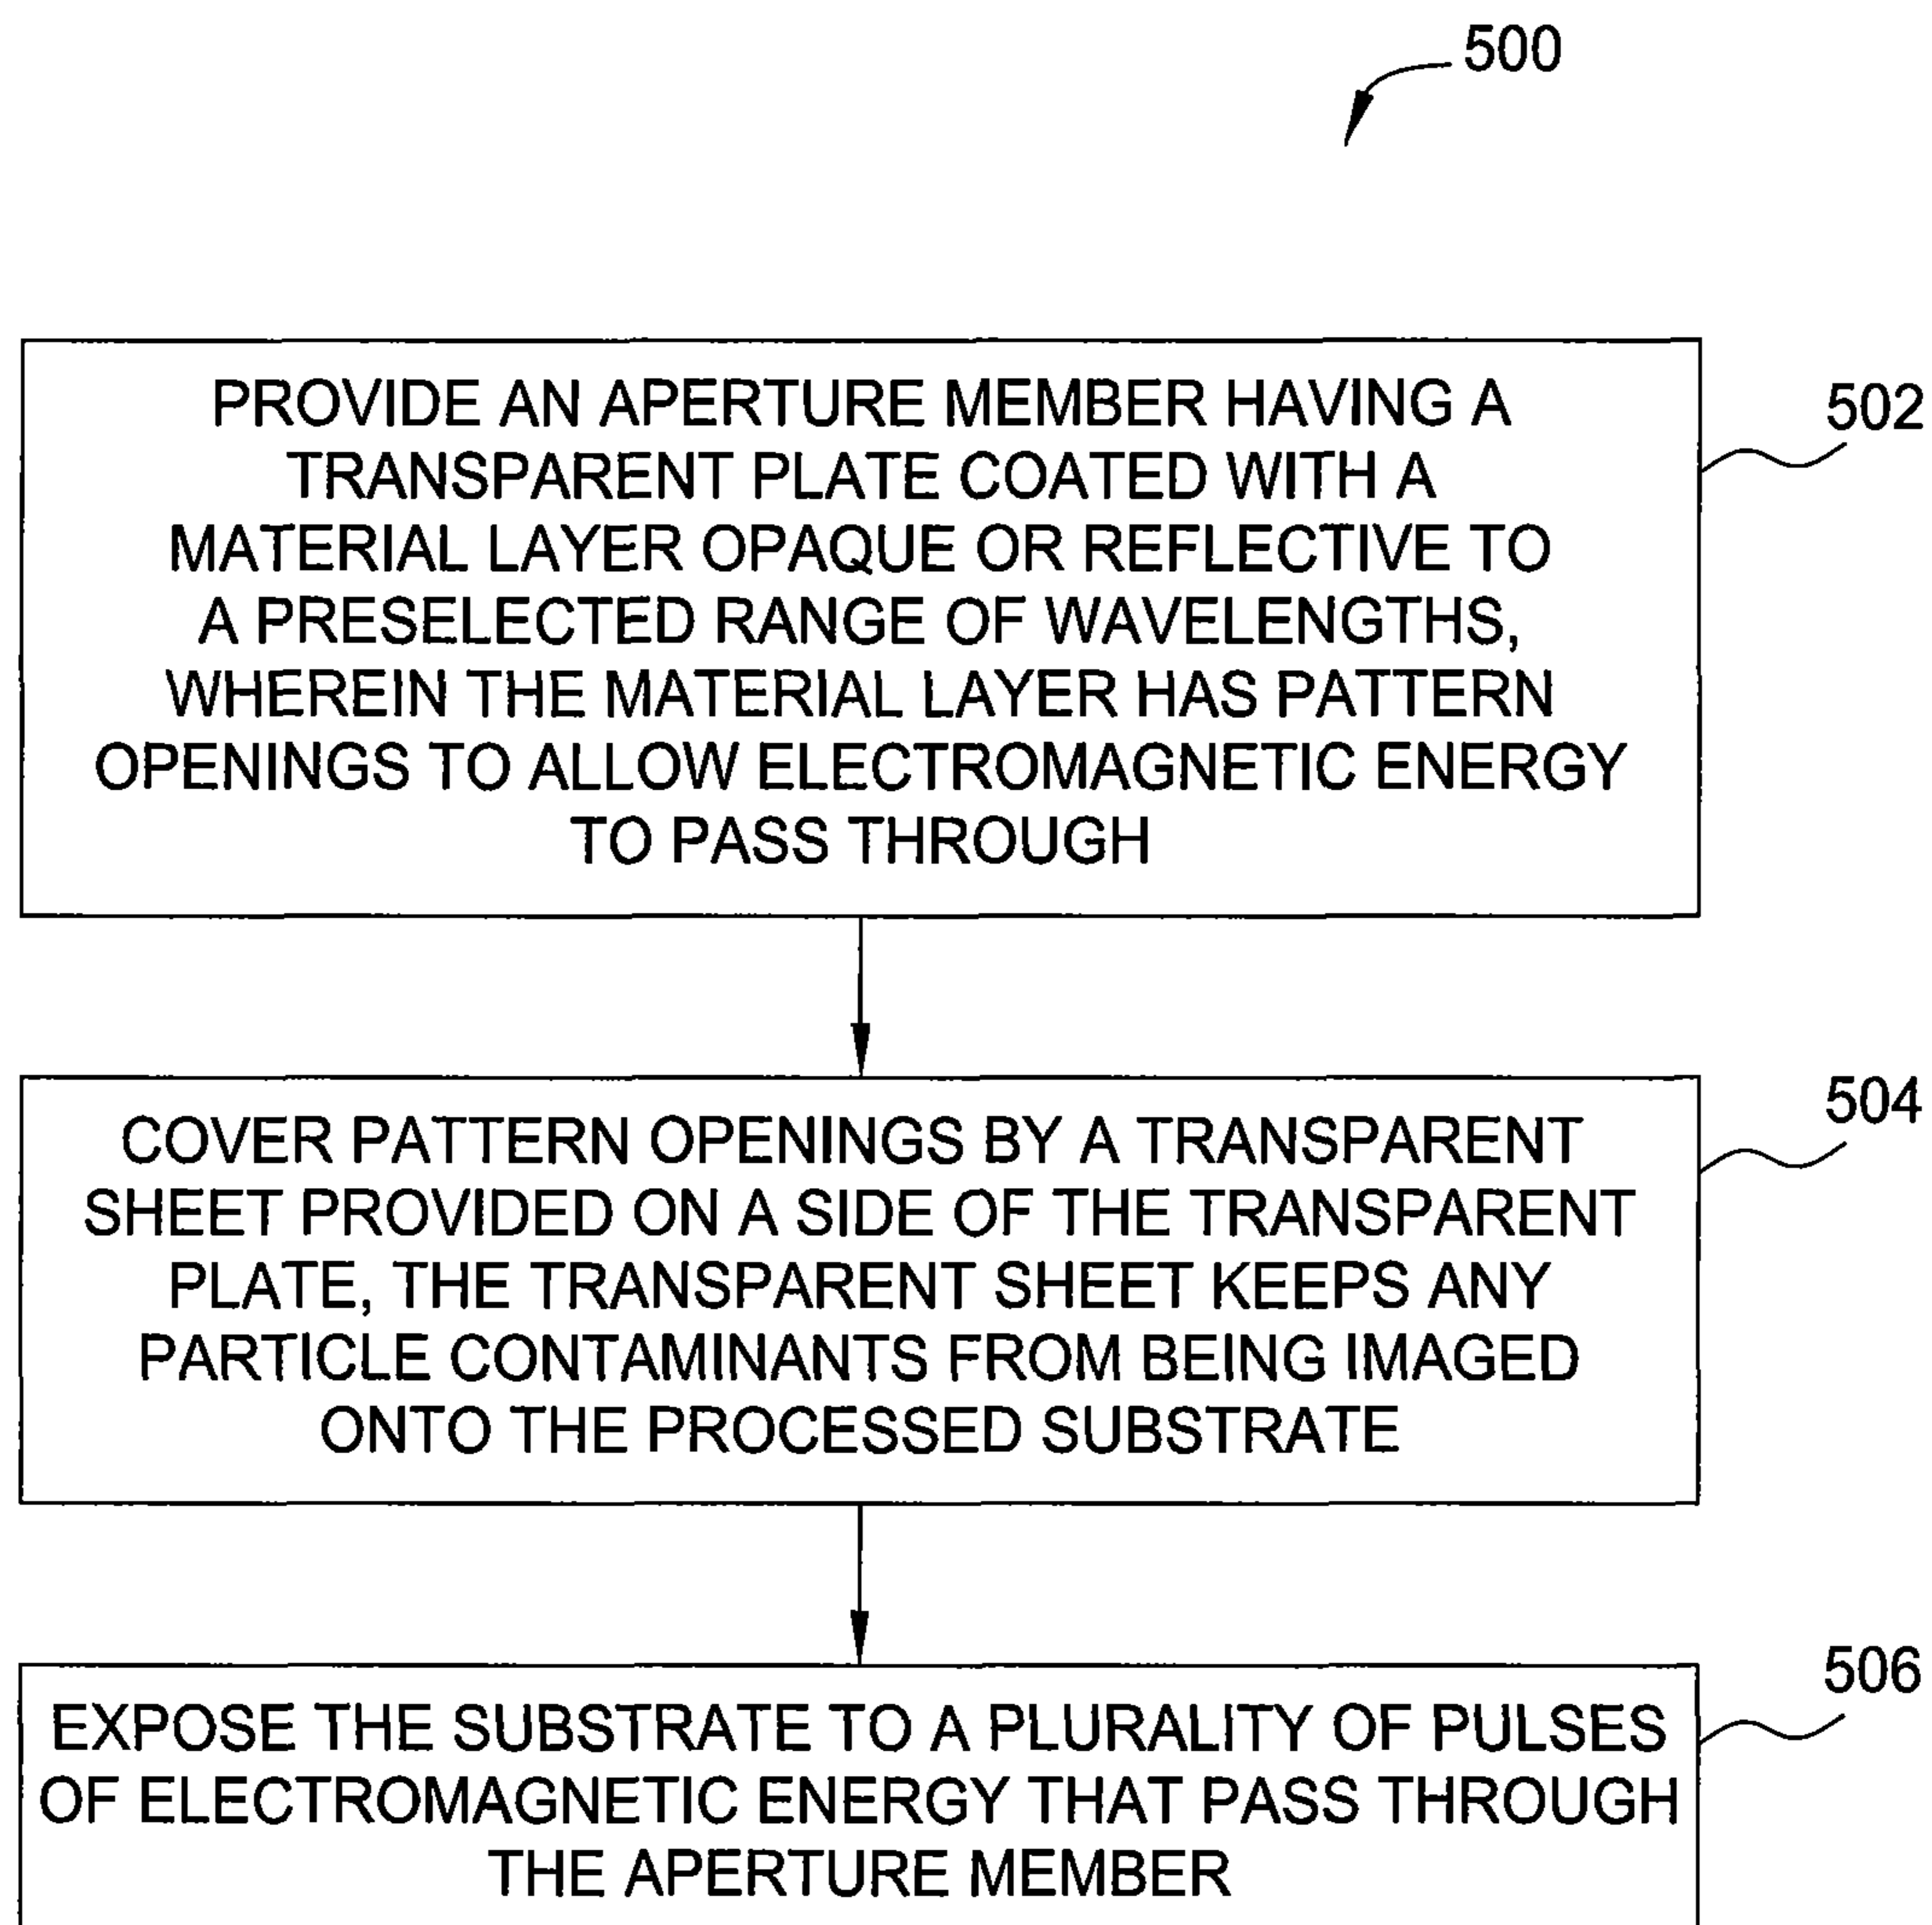 500
PROVIDE AN APERTURE MEMBER HAVING A
TRANSPARENT PLATE COATED WITH A
MATERIAL LAYER OPAQUE OR REFLECTIVE TO
A PRESELECTED RANGE OF WAVELENGTHS,
WHEREIN THE MATERIAL LAYER HAS PATTERN
OPENINGS TO ALLOW ELECTROMAGNETIC ENERGY
TO PASS THROUGH
502
COVER PATTERN OPENINGS BY A TRANSPARENT
SHEET PROVIDED ON A SIDE OF THE TRANSPARENT
PLATE, THE TRANSPARENT SHEET KEEPS ANY
PARTICLE CONTAMINANTS FROM BEING IMAGED
ONTO THE PROCESSED SUBSTRATE
504
EXPOSE THE SUBSTRATE TO A PLURALITY OF PULSES
OF ELECTROMAGNETIC ENERGY THAT PASS THROUGH
THE APERTURE MEMBER
506